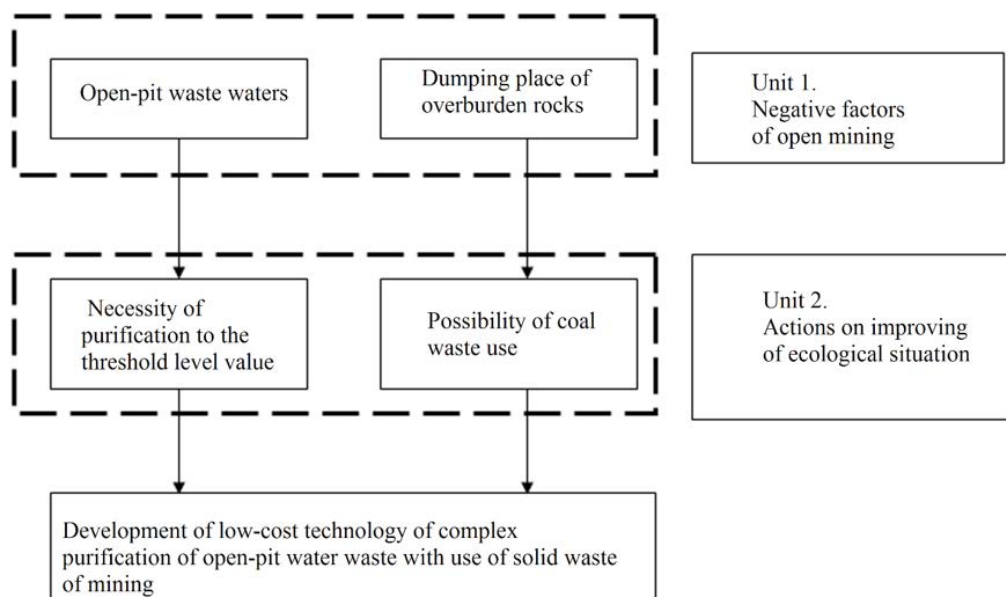 Open-pit waste waters
Dumping place of
overburden rocks
Unit 1.
Negative factors
of open mining
Necessity of
purification to the
threshold level value
Possibility of coal
waste use
Unit 2.
Actions on improving
of ecological situation
Development of low-cost technology of complex
purification of open-pit water waste with use of solid waste
of mining